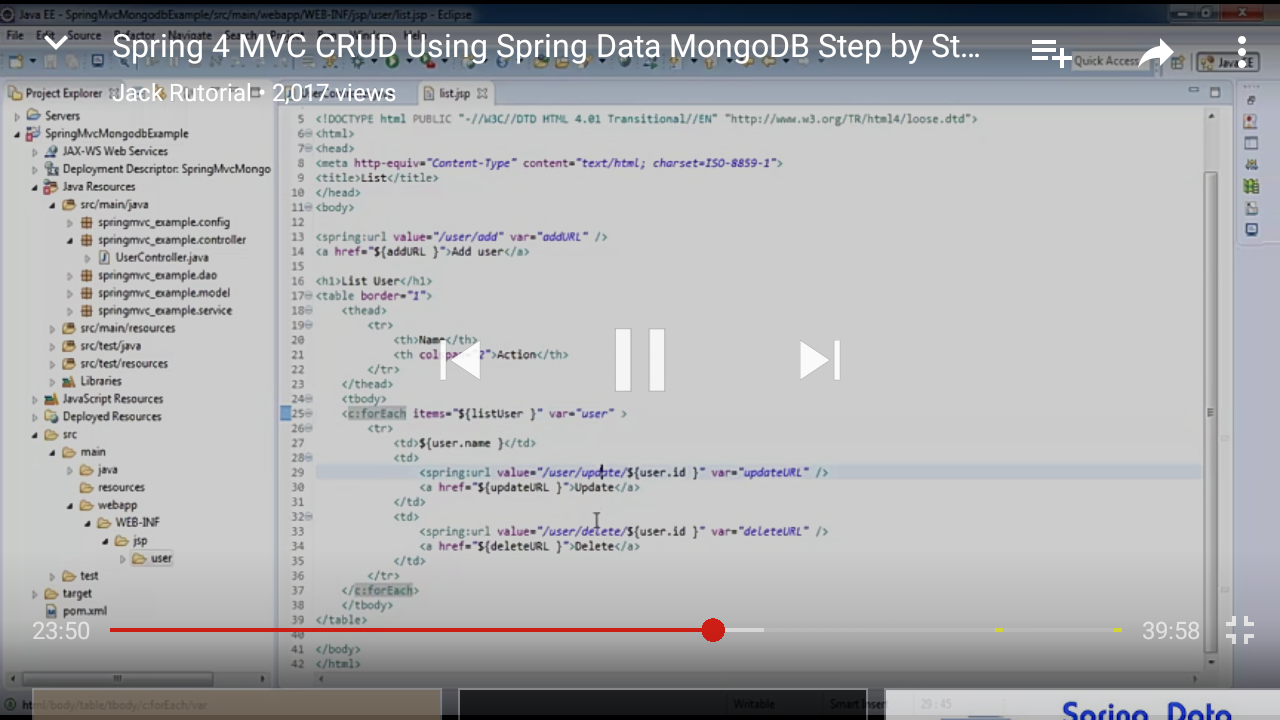 Java EE - SpringMvcMongodbExample/src/main/webapp/WEB-INF/jsp/user/list.jsp - Eclipse
File Edit Source
Spring 4 MVC CRUD Using Spring Data MongoDB Step by St...
Quick Access
Java EE
Jack Rutorial • 2,017 views
Project Explorer
list.jsp
Servers
SpringMvcMongodbExample
JAX-WS Web Services
Deployment Descriptor: SpringMvcMongo
Java Resources
src/main/java
springmvc_example.config
springmvc_example.controller
UserController.java
springmvc_example.dao
springmvc_example.model
springmvc_example.service
src/main/resources
src/test/java
src/test/resources
Libraries
JavaScript Resources
Deployed Resources
src
main
java
resources
webapp
WEB-INF
jsp
user
test
target
pom.xml
5 <!DOCTYPE html PUBLIC "-//W3C//DTD HTML 4.01 Transitional//EN" "http://www.w3.org/TR/html4/loose.dtd">
6 <html>
7 <head>
8 <meta http-equiv="Content-Type" content="text/html; charset=ISO-8859-1">
9 <title>List</title>
10 </head>
11 <body>
12
13 <spring:url value="/user/add" var="addURL" />
14 <a href="${addURL }">Add user</a>
15
16 <h1>List User</h1>
17 <table border="1">
18 <thead>
19 <tr>
20 <th>Name</th>
21 <th colspan="2">Action</th>
22 </tr>
23 </thead>
24 <tbody>
25 <c:forEach items="${listUser }" var="user" >
26 <tr>
27 <td>${user.name }</td>
28 <td>
29 <spring:url value="/user/update/${user.id }" var="updateURL" />
30 <a href="${updateURL }">Update</a>
31 </td>
32 <td>
33 <spring:url value="/user/delete/${user.id }" var="deleteURL" />
34 <a href="${deleteURL }">Delete</a>
35 </td>
36 </tr>
37 </c:forEach>
38 </tbody>
39 </table>
40
41 </body>
42 </html>
23:50
39:58
html/body/table/tbody/c:forEach/var
Writable
Smart Insert
29 : 45
Spring Data